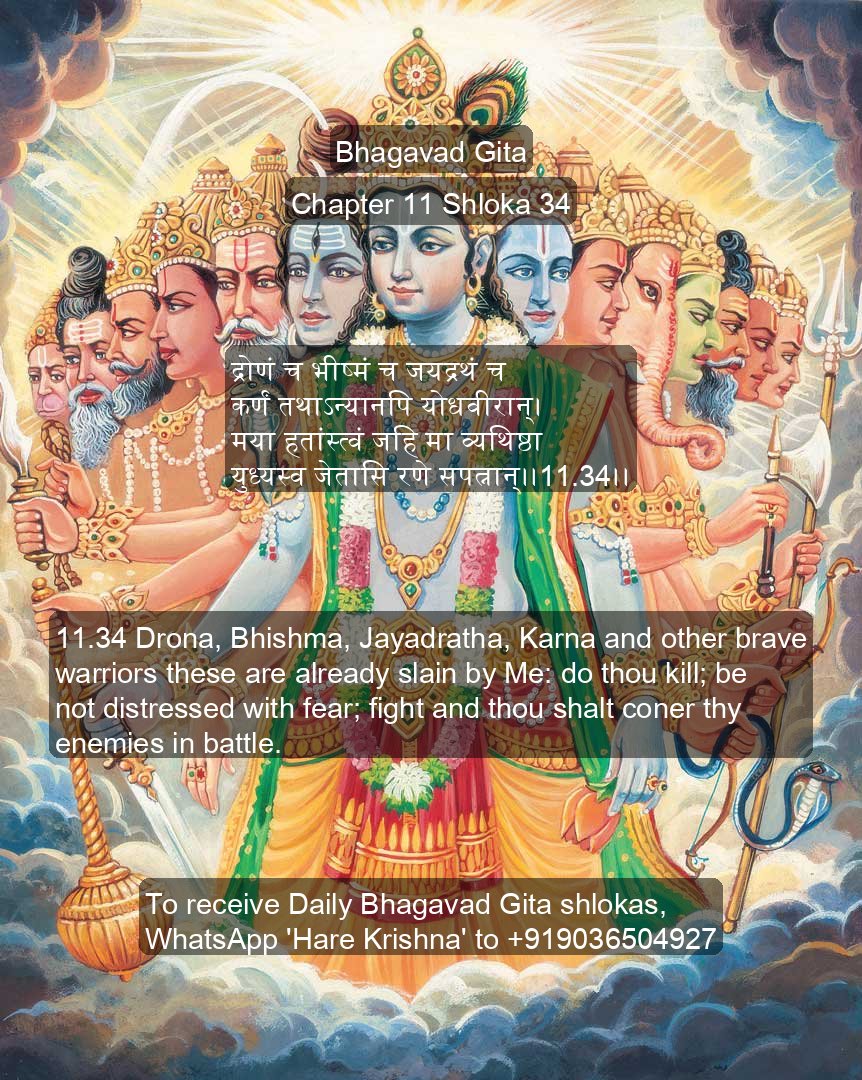 Bhagavad Gita
Chapter 11 Shloka 34
द्रोणं च भीष्मं च जयद्रथं च
कर्णं तथाऽन्यानपि योधवीरान्।
मया हतांस्त्वं जहि मा व्यथिष्ठा
युध्यस्व जेतासि रणे सपत्नान्।।11.34।।
11.34 Drona, Bhishma, Jayadratha, Karna and other brave
warriors these are already slain by Me: do thou kill; be
not distressed with fear; fight and thou shalt coner thy
enemies in battle.
To receive Daily Bhagavad Gita shlokas,
WhatsApp 'Hare Krishna' to +919036504927